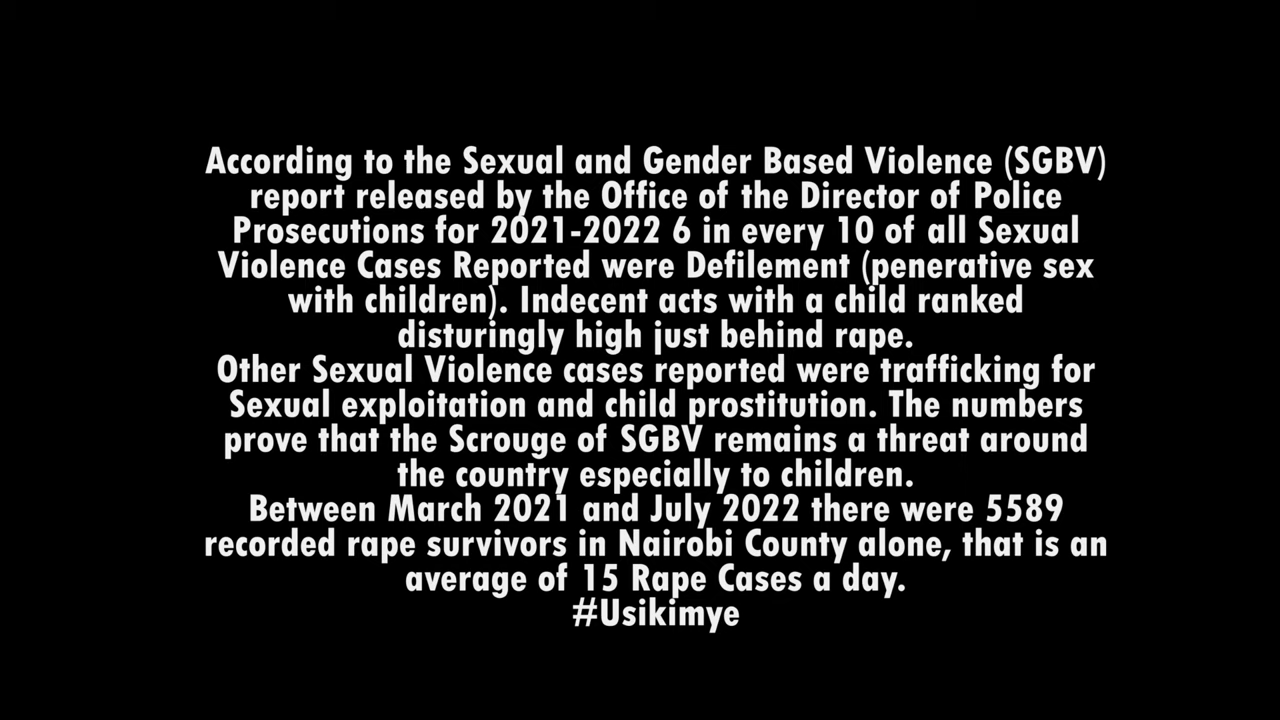 According to the Sexual and Gender Based Violence (SGBV)
report released by the Office of the Director of Police
Prosecutions for 2021-2022 6 in every 10 of all Sexual
Violence Cases Reported were Defilement (penerative sex
with children). Indecent acts with a child ranked
disturingly high just behind rape.
Other Sexual Violence cases reported were trafficking for
Sexual exploitation and child prostitution. The numbers
prove that the Scrouge of SGBV remains a threat around
the country especially to children.
Between March 2021 and July 2022 there were 5589
recorded rape survivors in Nairobi County alone, that is an
average of 15 Rape Cases a day.
#Usikimye